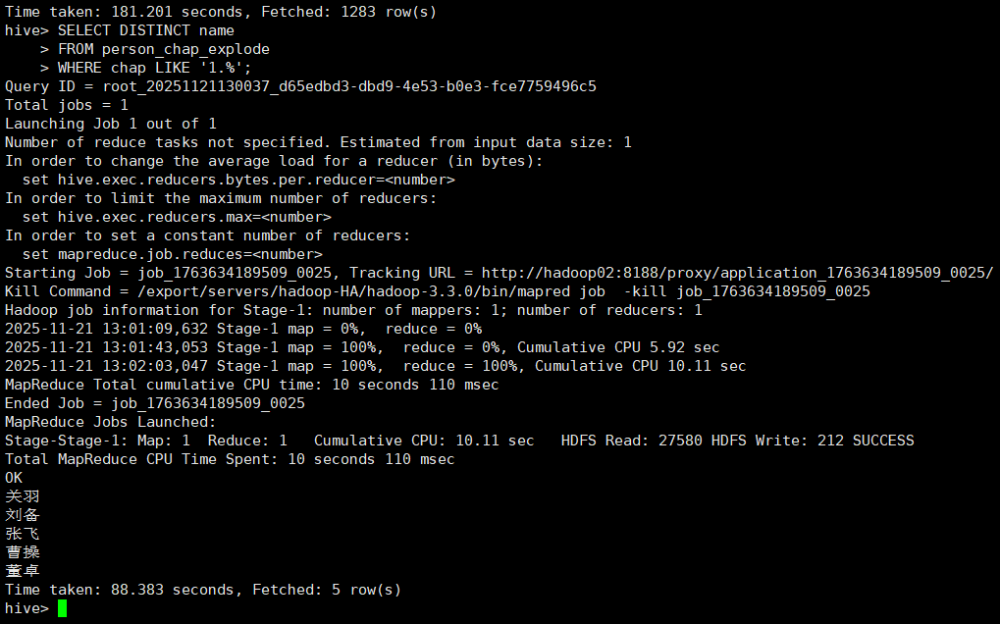 Time taken: 181.201 seconds, Fetched: 1283 row(s)
hive> SELECT DISTINCT name
    > FROM person_chap_explode
    > WHERE chap LIKE '1.%';
Query ID = root_20251121130037_d65edbd3-dbd9-4e53-b0e3-fce7759496c5
Total jobs = 1
Launching Job 1 out of 1
Number of reduce tasks not specified. Estimated from input data size: 1
In order to change the average load for a reducer (in bytes):
  set hive.exec.reducers.bytes.per.reducer=<number>
In order to limit the maximum number of reducers:
  set hive.exec.reducers.max=<number>
In order to set a constant number of reducers:
  set mapreduce.job.reduces=<number>
Starting Job = job_1763634189509_0025, Tracking URL = http://hadoop02:8188/proxy/application_1763634189509_0025/
Kill Command = /export/servers/hadoop-HA/hadoop-3.3.0/bin/mapred job  -kill job_1763634189509_0025
Hadoop job information for Stage-1: number of mappers: 1; number of reducers: 1
2025-11-21 13:01:09,632 Stage-1 map = 0%,  reduce = 0%
2025-11-21 13:01:43,053 Stage-1 map = 100%,  reduce = 0%, Cumulative CPU 5.92 sec
2025-11-21 13:02:03,047 Stage-1 map = 100%,  reduce = 100%, Cumulative CPU 10.11 sec
MapReduce Total cumulative CPU time: 10 seconds 110 msec
Ended Job = job_1763634189509_0025
MapReduce Jobs Launched:
Stage-Stage-1: Map: 1  Reduce: 1   Cumulative CPU: 10.11 sec   HDFS Read: 27580 HDFS Write: 212 SUCCESS
Total MapReduce CPU Time Spent: 10 seconds 110 msec
OK
关羽
刘备
张飞
曹操
董卓
Time taken: 88.383 seconds, Fetched: 5 row(s)
hive>